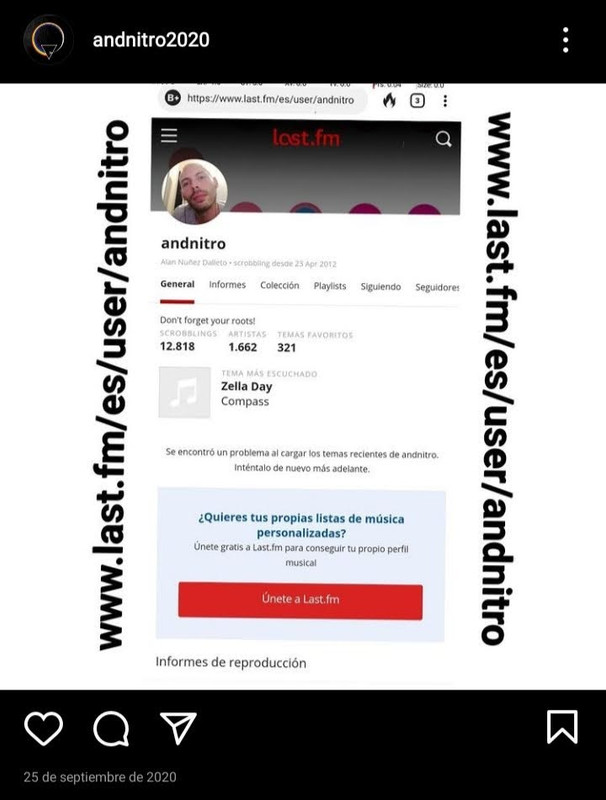 andnitro2020
B+ https://www.last.fm/es/user/andnitro 3
last.fm
www.last.fm/es/user/andnitro
www.last.fm/es/user/andnitro
andnitro
Alan Nuñez Dalleto • scrobbling desde 23 Apr 2012
General Informes Colección Playlists Siguiendo Seguidores
Don't forget your roots!
SCROBBLINGS ARTISTAS TEMAS FAVORITOS
12.818 1.662 321
TEMA MÁS ESCUCHADO
Zella Day
Compass
Se encontró un problema al cargar los temas recientes de andnitro.
Inténtalo de nuevo más adelante.
¿Quieres tus propias listas de música
personalizadas?
Únete gratis a Last.fm para conseguir tu propio perfil
musical
Únete a Last.fm
Informes de reproducción
25 de septiembre de 2020